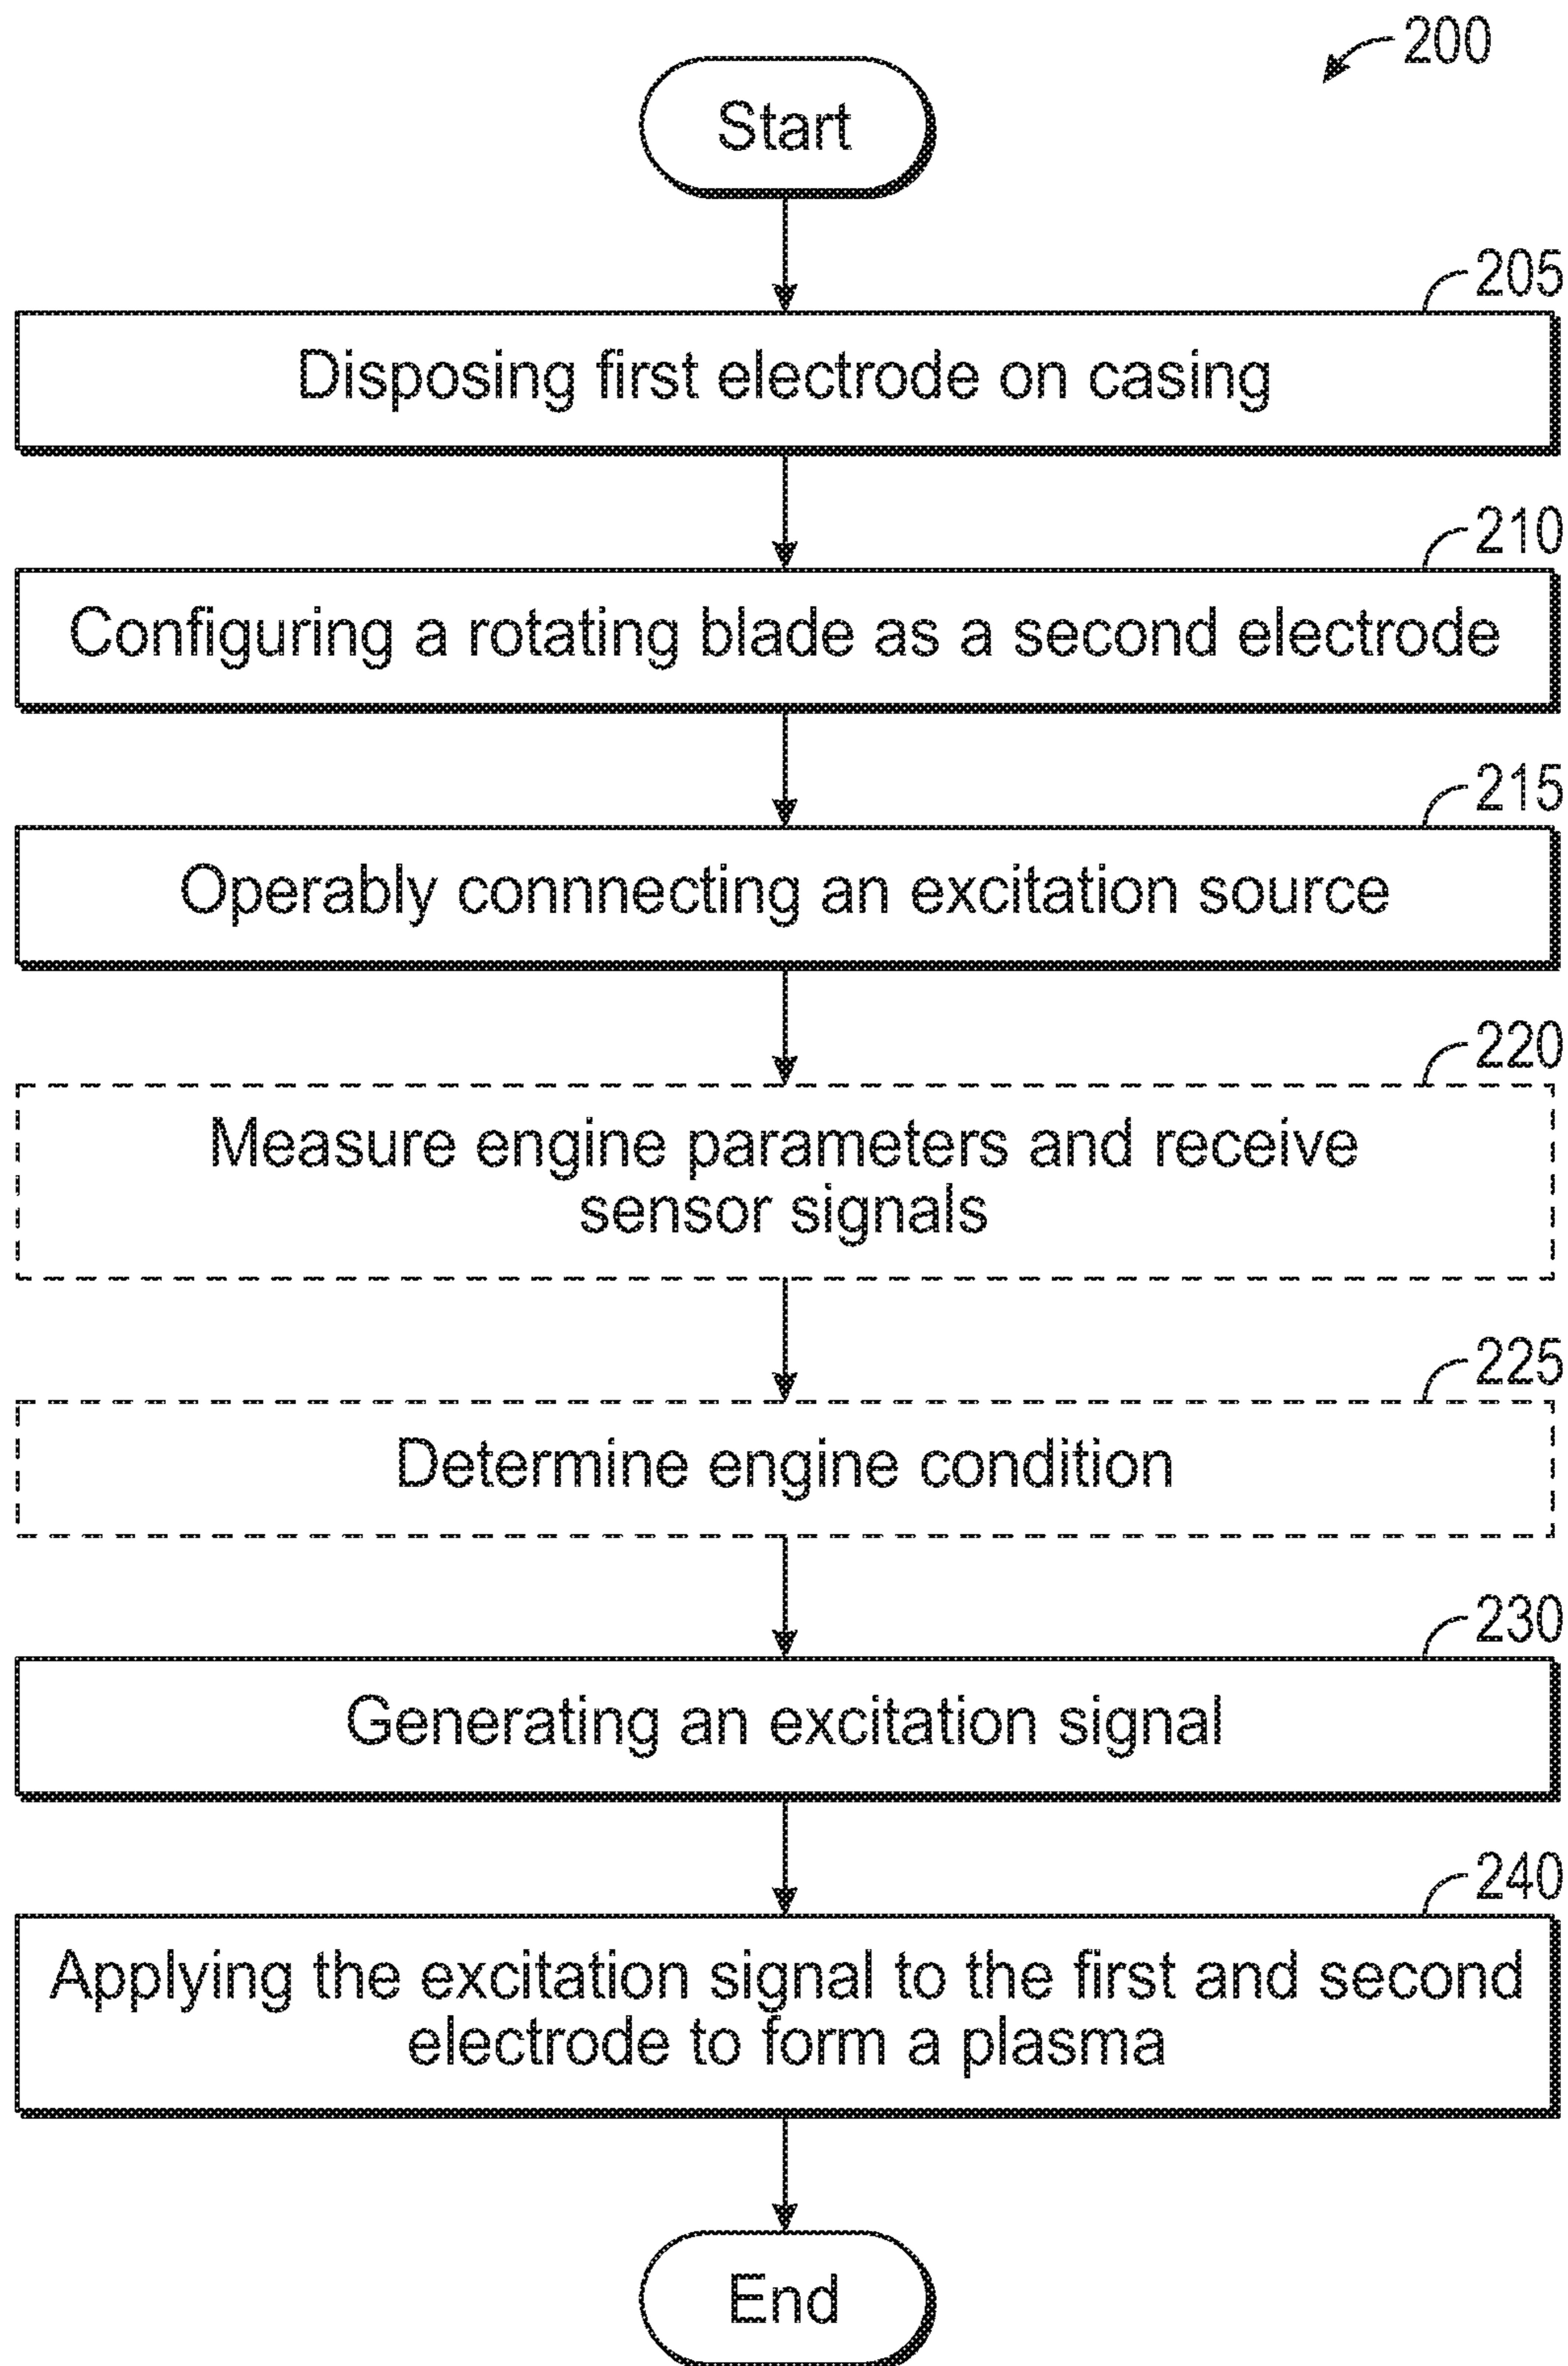 200
Start
205
Disposing first electrode on casing
210
Configuring a rotating blade as a second electrode
215
Operably connnecting an excitation source
220
Measure engine parameters and receive
sensor signals
225
Determine engine condition
230
Generating an excitation signal
240
Applying the excitation signal to the first and second
electrode to form a plasma
End